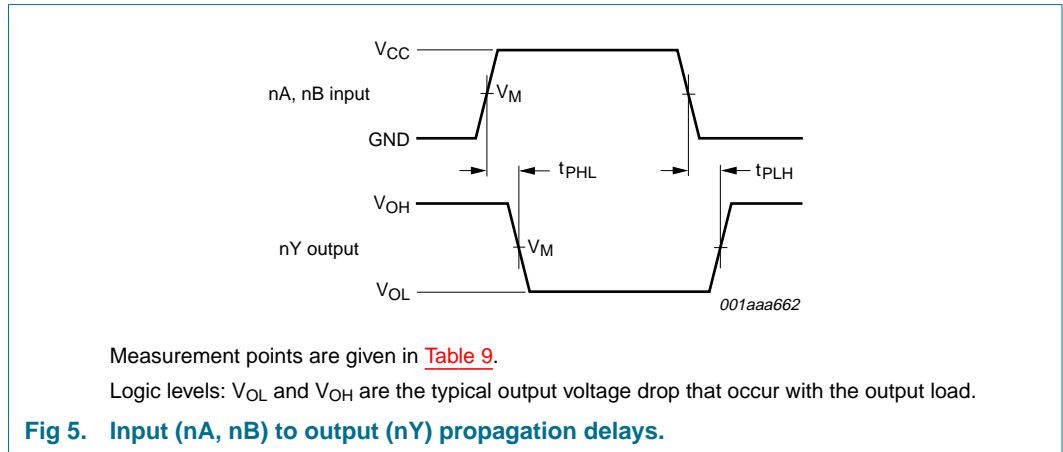 VCC
nA, nB input
VM
GND
tPHL
tPLH
VOH
nY output
VM
VOL
001aaa662
Measurement points are given in Table 9.
Logic levels: VOL and VOH are the typical output voltage drop that occur with the output load.
Fig 5. Input (nA, nB) to output (nY) propagation delays.